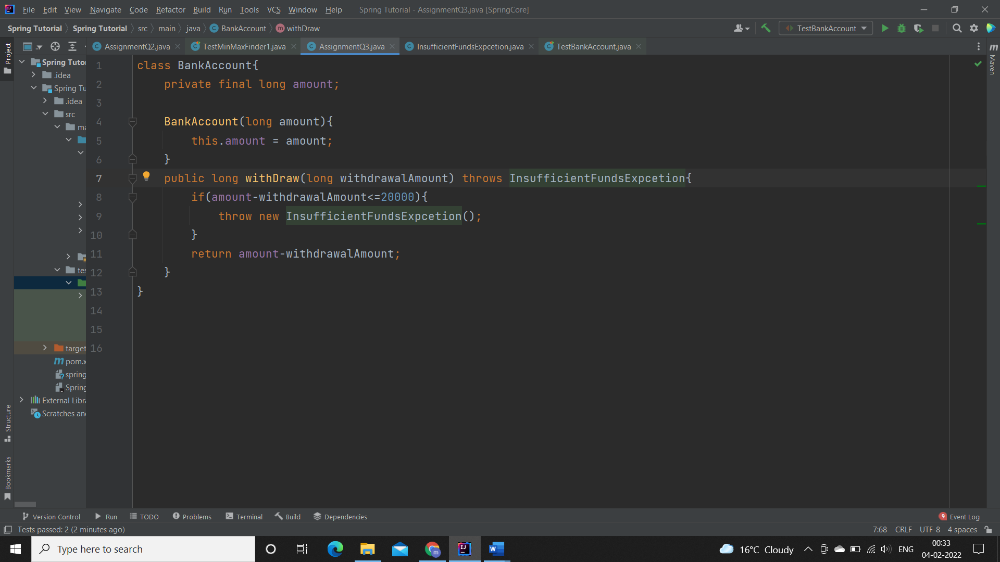 File Edit View Navigate Code Refactor Build Run Tools VCS Window Help Spring Tutorial - AssignmentQ3.java [SpringCore]
Spring Tutorial Spring Tutorial src main java BankAccount withDraw TestBankAccount
AssignmentQ2.java TestMinMaxFinder1.java AssignmentQ3.java InsufficientFundsExpcetion.java TestBankAccount.java
Project
Maven
Spring Tuto
.idea
Spring Tu
.idea
src
ma
tes
target
pom.x
spring
Spring
External Libra
Scratches and
1 class BankAccount{
2 private final long amount;
3
4 BankAccount(long amount){
5 this.amount = amount;
6 }
7 public long withDraw(long withdrawalAmount) throws InsufficientFundsExpcetion{
8 if(amount-withdrawalAmount<=20000){
9 throw new InsufficientFundsExpcetion();
10 }
11 return amount-withdrawalAmount;
12 }
13 }
14
15
16
Structure
Bookmarks
Version Control Run TODO Problems Terminal Build Dependencies 9 Event Log
Tests passed: 2 (2 minutes ago) 7:68 CRLF UTF-8 4 spaces
Type here to search 16°C Cloudy ENG 00:33
04-02-2022